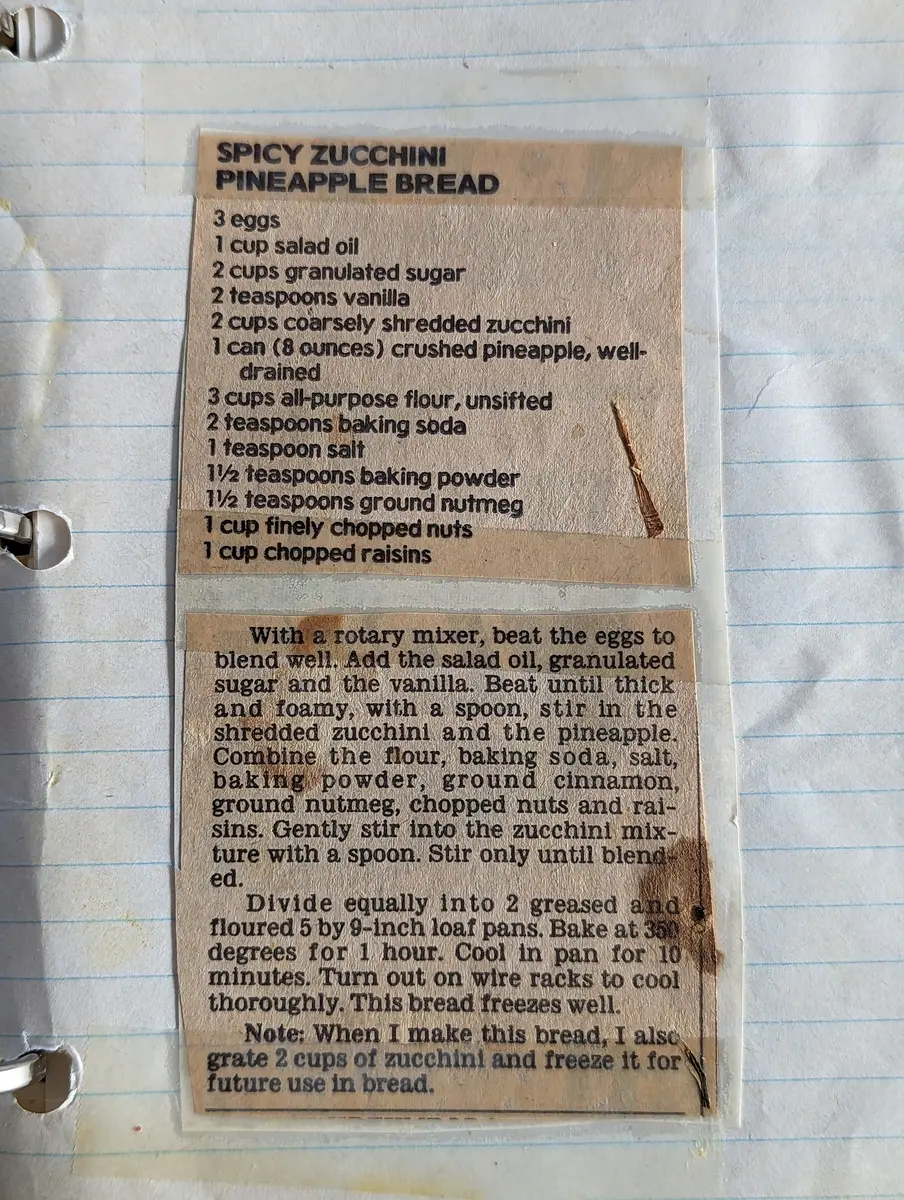 SPICY ZUCCHINI
PINEAPPLE BREAD
3 eggs
1 cup salad oil
2 cups granulated sugar
2 teaspoons vanilla
2 cups coarsely shredded zucchini
1 can (8 ounces) crushed pineapple, well-
drained
3 cups all-purpose flour, unsifted
2 teaspoons baking soda
1 teaspoon salt
1½ teaspoons baking powder
1½ teaspoons ground nutmeg
1 cup finely chopped nuts
1 cup chopped raisins
With a rotary mixer, beat the eggs to
blend well. Add the salad oil, granulated
sugar and the vanilla. Beat until thick
and foamy, with a spoon, stir in the
shredded zucchini and the pineapple.
Combine the flour, baking soda, salt,
baking powder, ground cinnamon,
ground nutmeg, chopped nuts and rai-
sins. Gently stir into the zucchini mix-
ture with a spoon. Stir only until blend-
ed.
Divide equally into 2 greased and
floured 5 by 9-inch loaf pans. Bake at 350
degrees for 1 hour. Cool in pan for 10
minutes. Turn out on wire racks to cool
thoroughly. This bread freezes well.
Note: When I make this bread, I also
grate 2 cups of zucchini and freeze it for
future use in bread.